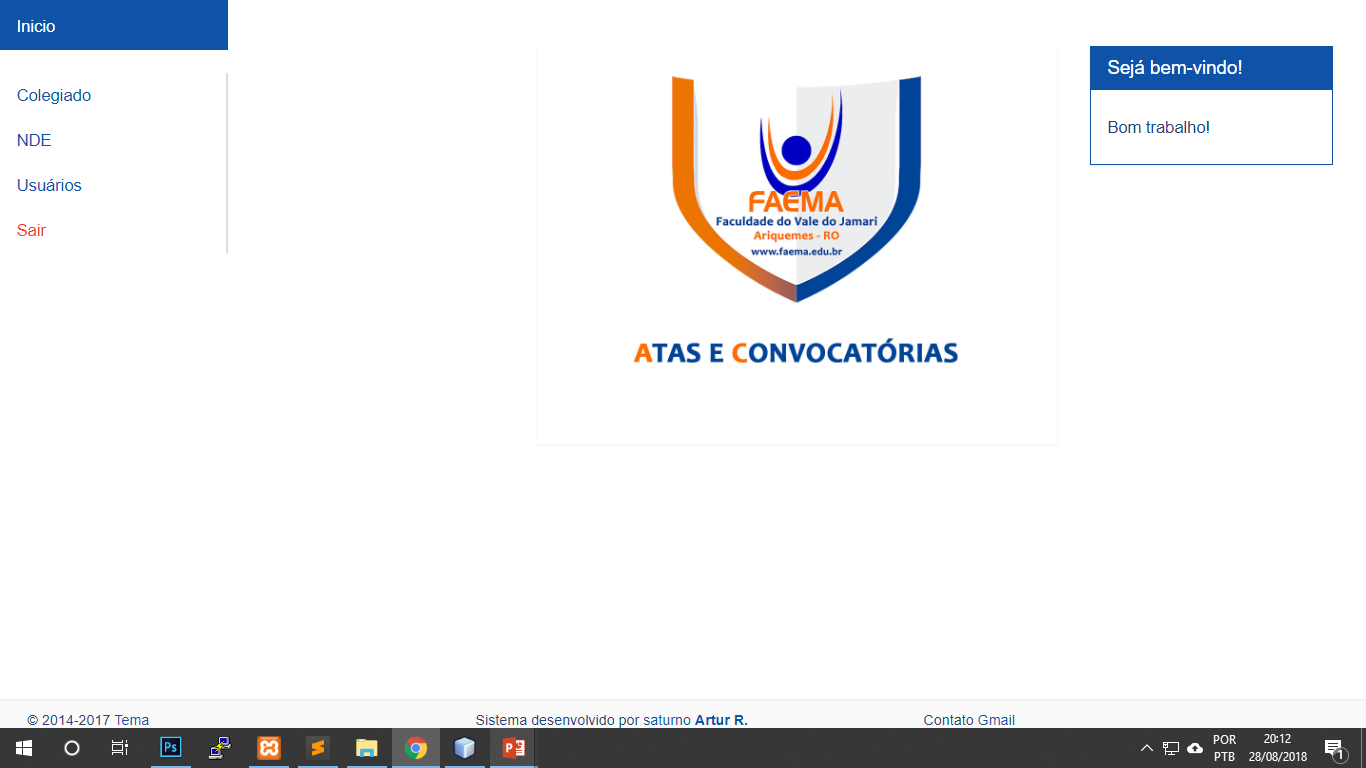 Inicio
Colegiado
NDE
Usuários
Sair
FAEMA
Faculdade do Vale do Jamari
Ariquemes - RO
www.faema.edu.br
ATAS E CONVOCATÓRIAS
Sejá bem-vindo!
Bom trabalho!
© 2014-2017 Tema
Sistema desenvolvido por saturno Artur R.
Contato Gmail
Ps
POR
PTB
20:12
28/08/2018
1